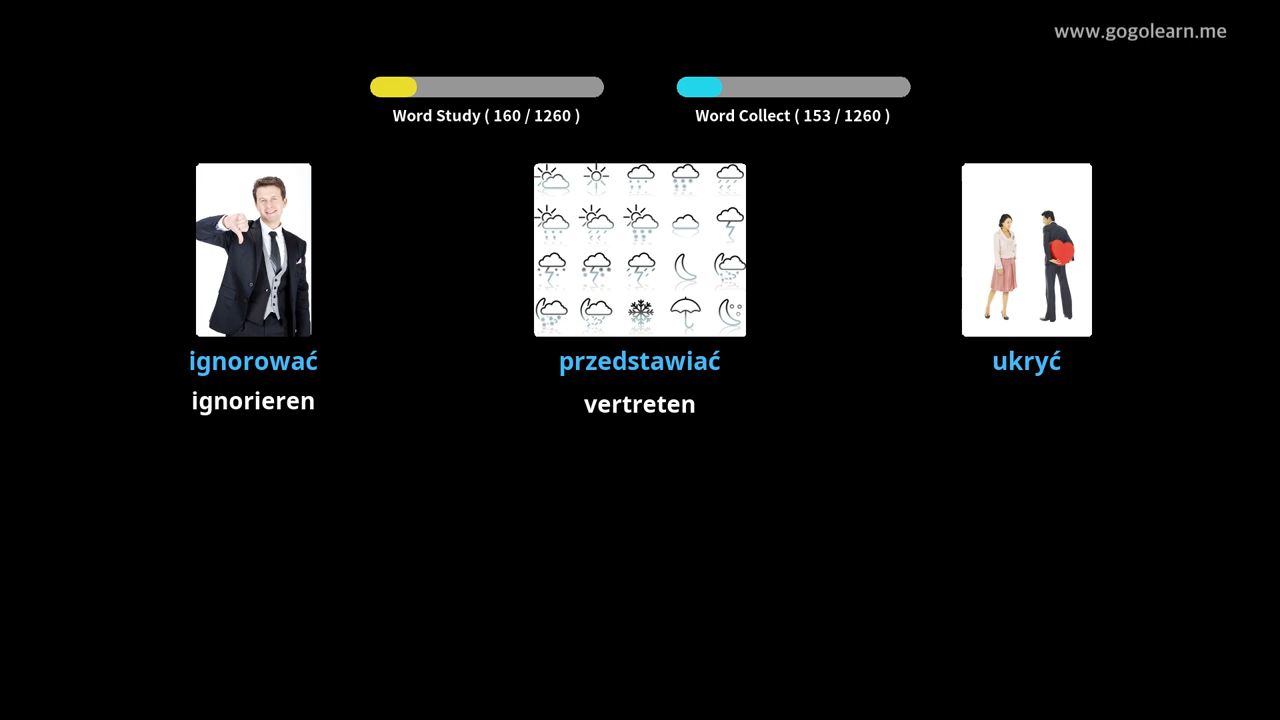 www.gogolearn.me
Word Study ( 160 / 1260 )
Word Collect ( 153 / 1260 )
ignorować
przedstawiać
ukryć
ignorieren
vertreten